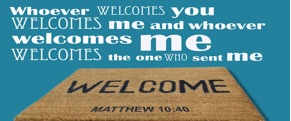 Whoever WELCOMES you
WELCOMES me and whoever
welcomes me
WELCOMES the one WHO sent me
WELCOME
MATTHEW 10:40